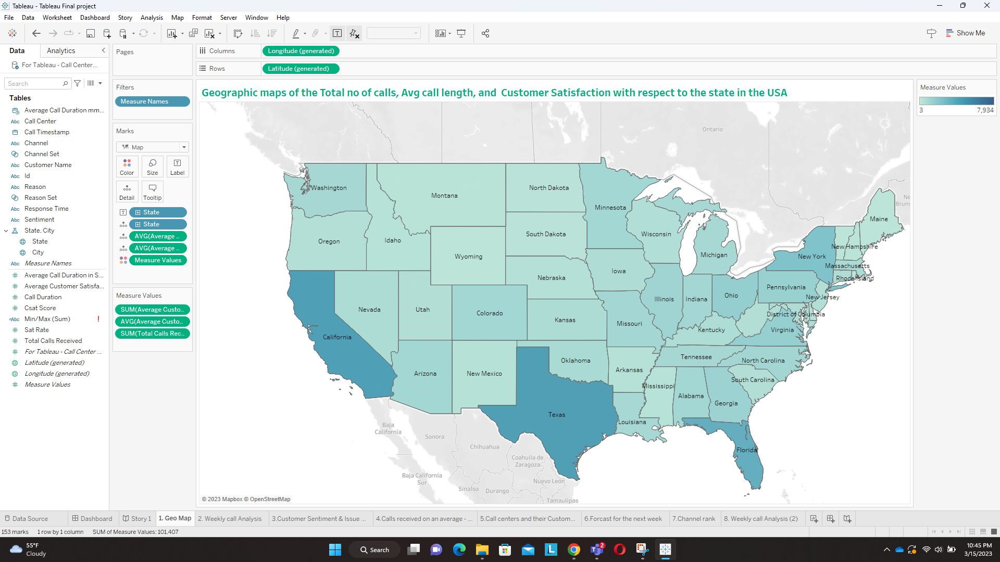 Tableau - Tableau Final project
File Data Worksheet Dashboard Story Analysis Map Format Server Window Help
Show Me
Data Analytics
For Tableau - Call Center...
Search
Tables
Average Call Duration mm...
Abc Call Center
Call Timestamp
Abc Channel
Channel Set
Abc Customer Name
Abc Id
Abc Reason
Reason Set
Abc Response Time
Abc Sentiment
State, City
State
City
Abc Measure Names
Average Call Duration in S...
Average Customer Satisfa...
Call Duration
Csat Score
=Abc Min/Max (Sum) !
Sat Rate
Total Calls Received
For Tableau - Call Center ...
Latitude (generated)
Longitude (generated)
Measure Values
Pages
Filters
Measure Names
Marks
Map
Color Size Label
Detail Tooltip
State
State
AVG(Average ..
AVG(Average ..
Measure Values
Measure Values
SUM(Average Custo..
AVG(Average Custo..
SUM(Total Calls Rec..
Columns Longitude (generated)
Rows Latitude (generated)
Geographic maps of the Total no of calls, Avg call length, and Customer Satisfaction with respect to the state in the USA
Measure Values
3 7,934
Ontario
Washington
Montana
North Dakota
Minnesota
Maine
Oregon
Idaho
South Dakota
Wisconsin
New Hampshire
Wyoming
Michigan
New York
Massachusetts
Iowa
Nebraska
Rhode Island
Pennsylvania
Ohio
New Jersey
Illinois
Indiana
Nevada
Utah
Colorado
District of Columbia
Kansas
Missouri
Kentucky
Virginia
California
Tennessee
North Carolina
Oklahoma
Arizona
New Mexico
Arkansas
South Carolina
Mississippi
Alabama
Georgia
Texas
Louisiana
Florida
Baja
California
Sonora
Chihuahua
Coahuila de
Zaragoza
Baja California
Sur
Nuevo León
Sinaloa
Durango
Tamaulipas
© 2023 Mapbox © OpenStreetMap
Data Source Dashboard Story 1 1. Geo Map 2. Weekly call Analysis 3.Customer Sentiment & Issue ... 4.Calls received on an average - ... 5.Call centers and their Custom... 6.Forcast for the next week 7.Channel rank 8. Weekly call Analysis (2)
153 marks 1 row by 1 column SUM of Measure Values: 101,407
55°F
Cloudy
Search
L
2
10:45 PM
3/15/2023